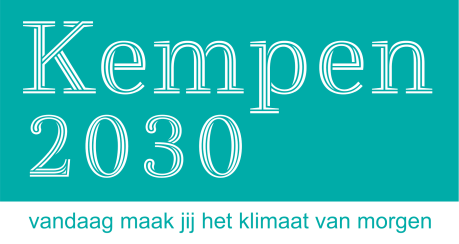 Kempen
2030
vandaag maak jij het klimaat van morgen